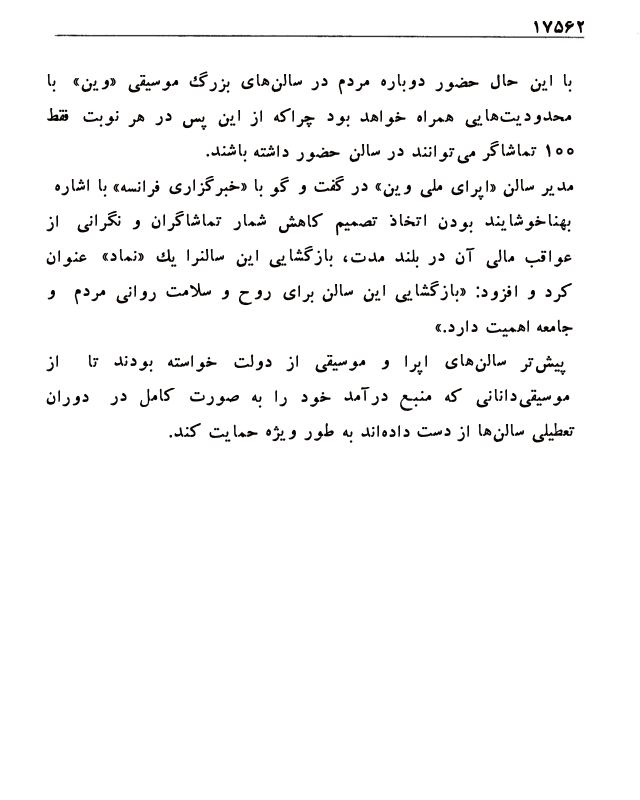 ۱۷۵۶۲
با این حال حضور دوباره مردم در سالن‌های بزرگ موسیقی «وین» با
محدودیت‌هایی همراه خواهد بود چراکه از این پس در هر نوبت فقط
۱۰۰ تماشاگر می‌توانند در سالن حضور داشته باشند.
مدیر سالن «اپرای ملی وین» در گفت و گو با «خبرگزاری فرانسه» با اشاره
بهناخوشایند بودن اتخاذ تصمیم کاهش شمار تماشاگران و نگرانی از
عواقب مالی آن در بلند مدت، بازگشایی این سالنرا یك «نماد» عنوان
کرد و افزود: «بازگشایی این سالن برای روح و سلامت روانی مردم و
جامعه اهمیت دارد.»
پیش‌تر سالن‌های اپرا و موسیقی از دولت خواسته بودند تا از
موسیقی‌دانانی که منبع درآمد خود را به صورت کامل در دوران
تعطیلی سالن‌ها از دست داده‌اند به طور ویژه حمایت کند.